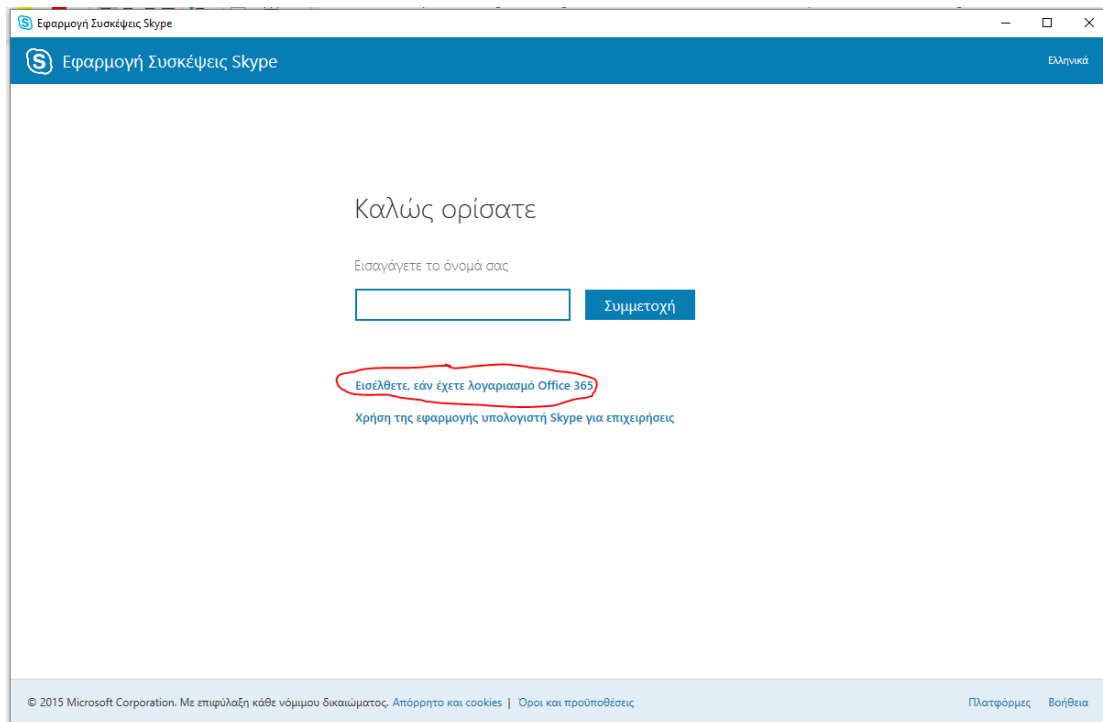 Εφαρμογή Συσκέψεις Skype
Εφαρμογή Συσκέψεις Skype
Ελληνικά
Καλώς ορίσατε
Εισαγάγετε το όνομά σας
Συμμετοχή
Εισέλθετε, εάν έχετε λογαριασμό Office 365
Χρήση της εφαρμογής υπολογιστή Skype για επιχειρήσεις
© 2015 Microsoft Corporation. Με επιφύλαξη κάθε νόμιμου δικαιώματος. Απόρρητο και cookies | Όροι και προϋποθέσεις Πλατφόρμες Βοήθεια